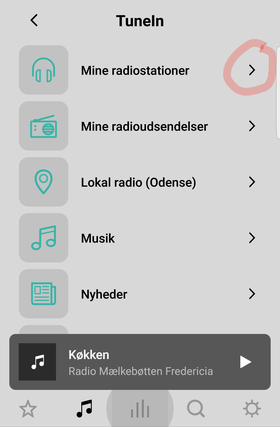 TuneIn
Mine radiostationer
Mine radioudsendelser
Lokal radio (Odense)
Musik
Nyheder
Køkken
Radio Mælkebøtten Fredericia